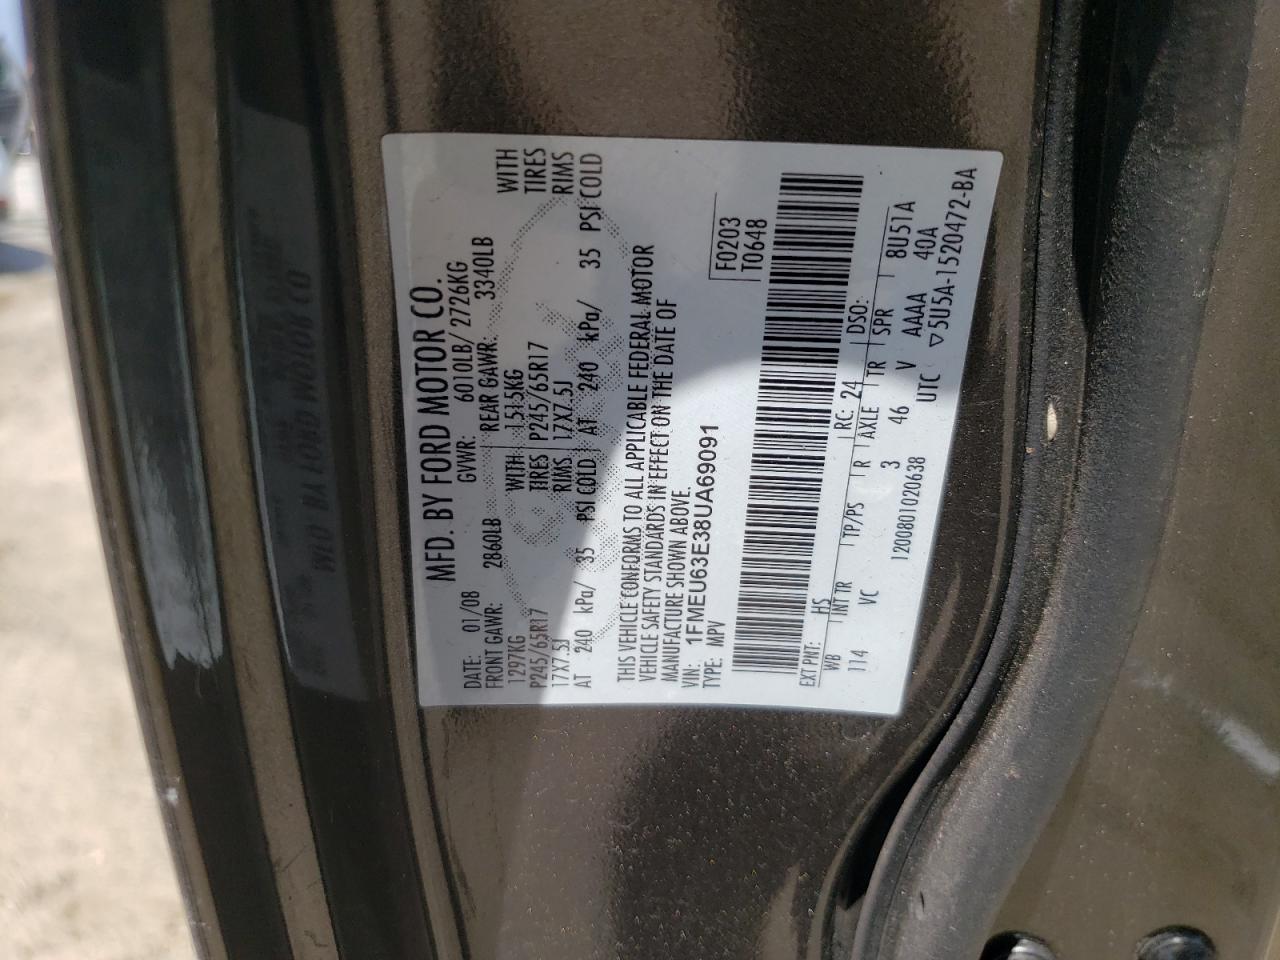 MFD. BY FORD MOTOR CO.
DATE: 01/08 GVWR: 6010LB/ 2726KG
FRONT GAWR: 2860LB REAR GAWR: 3340LB
1297KG WITH 1515KG WITH
P245/65R17 TIRES P245/65R17 TIRES
17X7.5J RIMS 17X7.5J RIMS
AT 240 kPa/ 35 PSI COLD AT 240 kPa/ 35 PSI COLD
THIS VEHICLE CONFORMS TO ALL APPLICABLE FEDERAL MOTOR
VEHICLE SAFETY STANDARDS IN EFFECT ON THE DATE OF
MANUFACTURE SHOWN ABOVE.
VIN: 1FMEU63E38UA69091
TYPE: MPV
F0203
T0648
EXT PNT: HS RC: 24 DSO:
WB INT TR TP/PS R AXLE TR SPR 8U51A
114 VC 3 46 V AAAA 40A
1200801020638 UTC ▽5U5A-1520472-BA